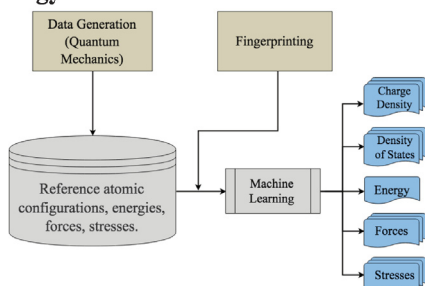 Data Generation
(Quantum
Mechanics)
Fingerprinting
Reference atomic
configurations, energies,
forces, stresses.
Machine
Learning
Charge
Density
Density
of States
Energy
Forces
Stresses